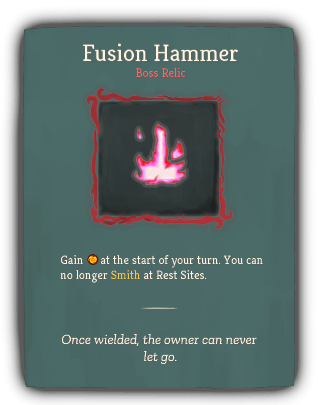 Fusion Hammer
Boss Relic
Gain at the start of your turn. You can
no longer Smith at Rest Sites.
Once wielded, the owner can never
let go.